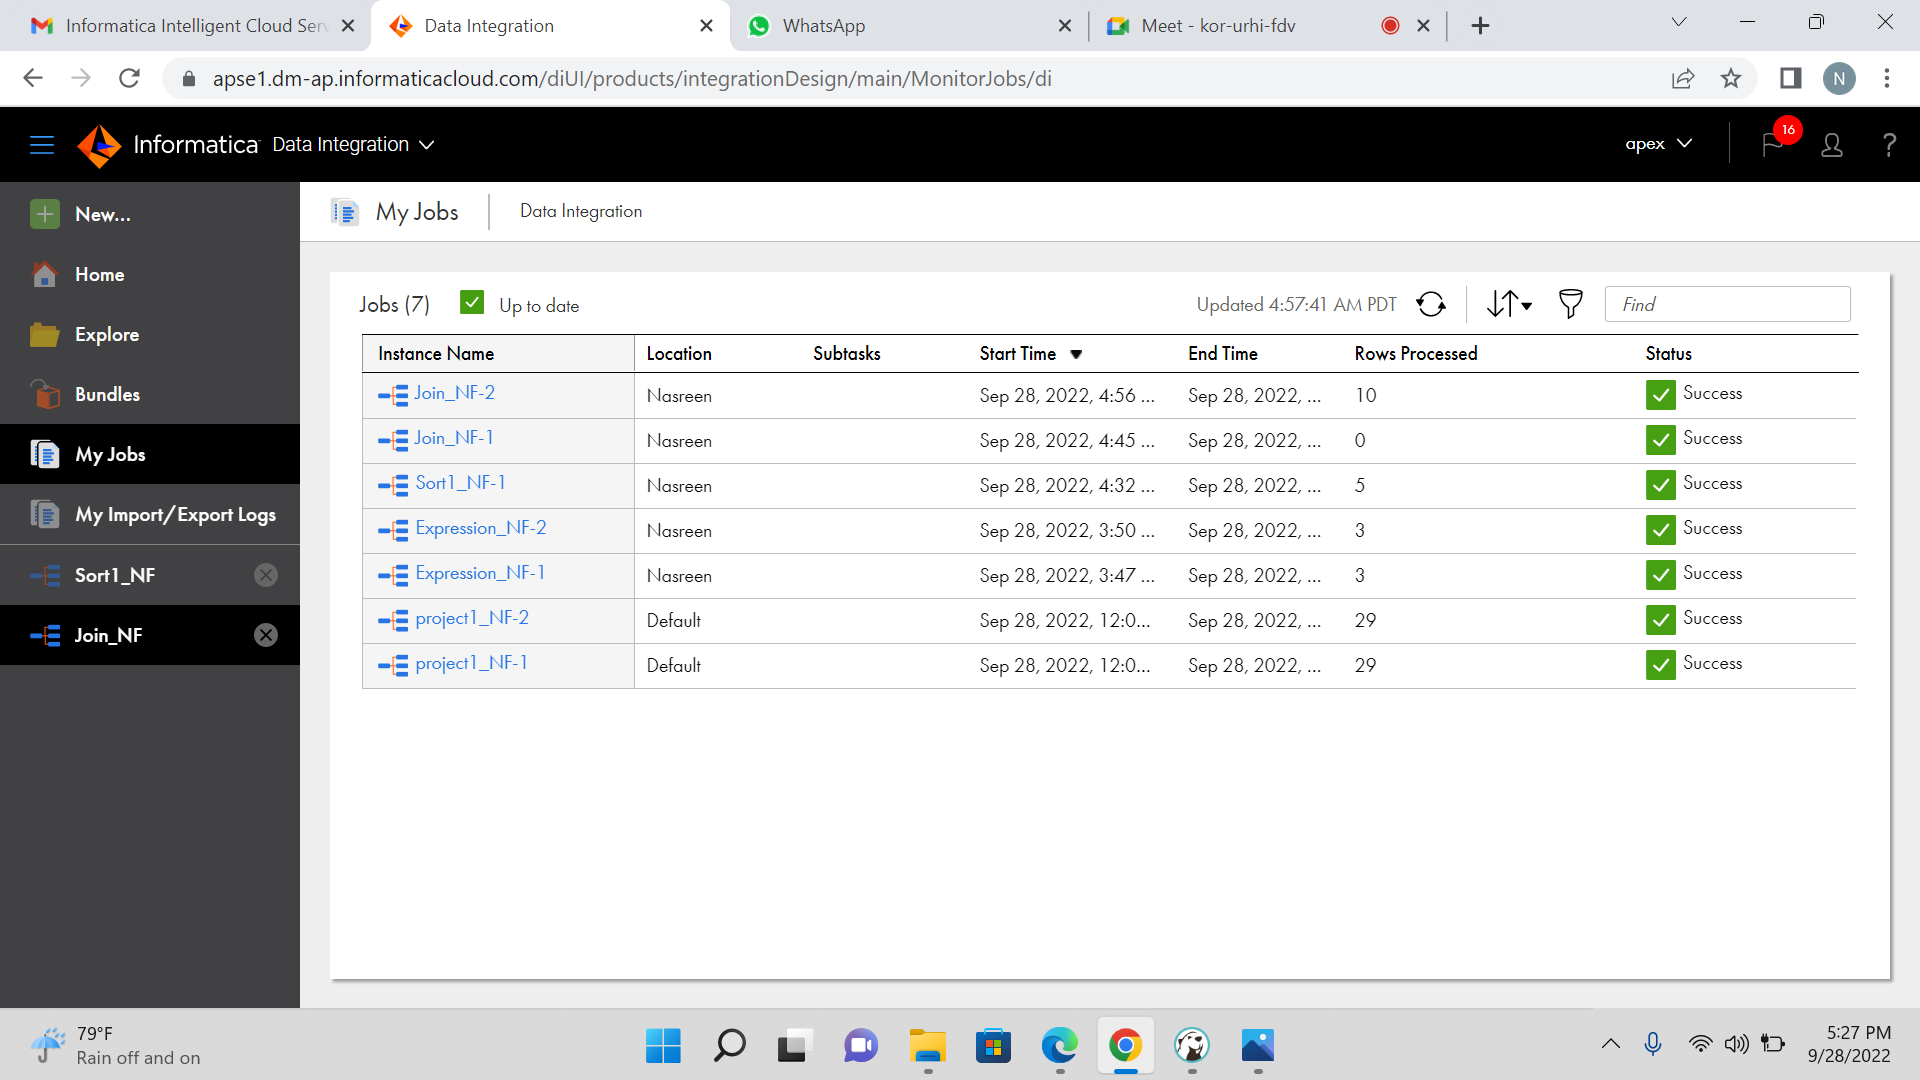 Informatica Intelligent Cloud Serv
Data Integration
WhatsApp
Meet - kor-urhi-fdv
apse1.dm-ap.informaticacloud.com/diUI/products/integrationDesign/main/MonitorJobs/di
N
Informatica Data Integration
apex
16
?
New...
Home
Explore
Bundles
My Jobs
My Import/Export Logs
Sort1_NF
Join_NF
My Jobs
Data Integration
Jobs (7)
Up to date
Updated 4:57:41 AM PDT
Find
Instance Name Location Subtasks Start Time End Time Rows Processed Status
Join_NF-2 Nasreen Sep 28, 2022, 4:56 ... Sep 28, 2022, ... 10 Success
Join_NF-1 Nasreen Sep 28, 2022, 4:45 ... Sep 28, 2022, ... 0 Success
Sort1_NF-1 Nasreen Sep 28, 2022, 4:32 ... Sep 28, 2022, ... 5 Success
Expression_NF-2 Nasreen Sep 28, 2022, 3:50 ... Sep 28, 2022, ... 3 Success
Expression_NF-1 Nasreen Sep 28, 2022, 3:47 ... Sep 28, 2022, ... 3 Success
project1_NF-2 Default Sep 28, 2022, 12:0... Sep 28, 2022, ... 29 Success
project1_NF-1 Default Sep 28, 2022, 12:0... Sep 28, 2022, ... 29 Success
79°F
Rain off and on
5:27 PM
9/28/2022